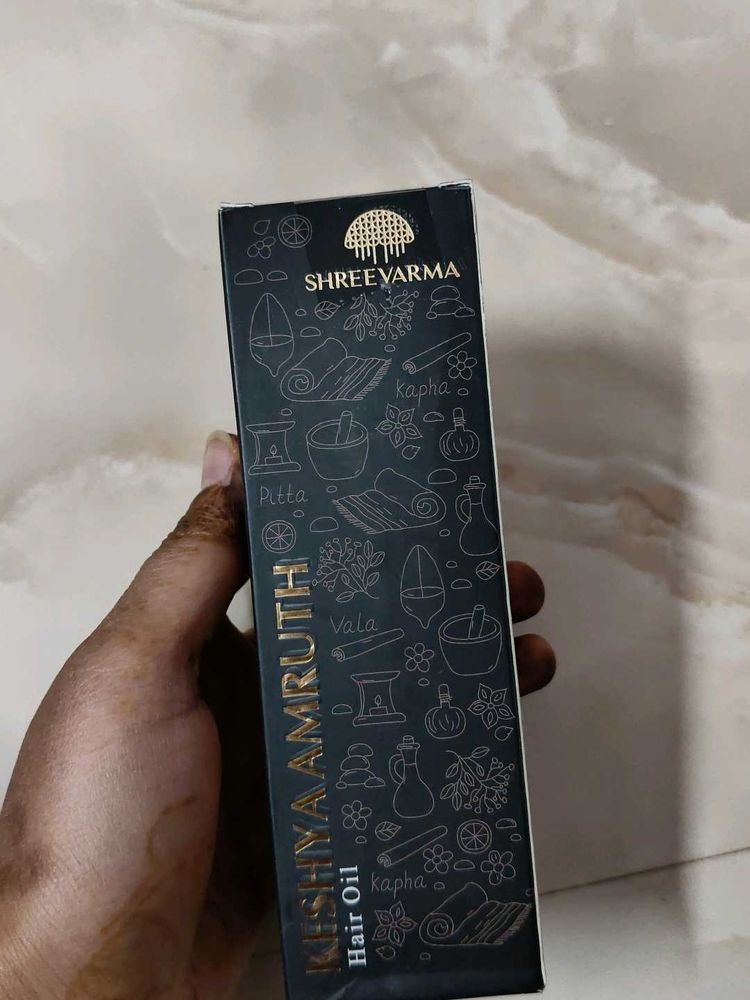 SHREEVARMA
kapha
Pitta
Vala
kapha
KESHYA AMRUTH
Hair Oil